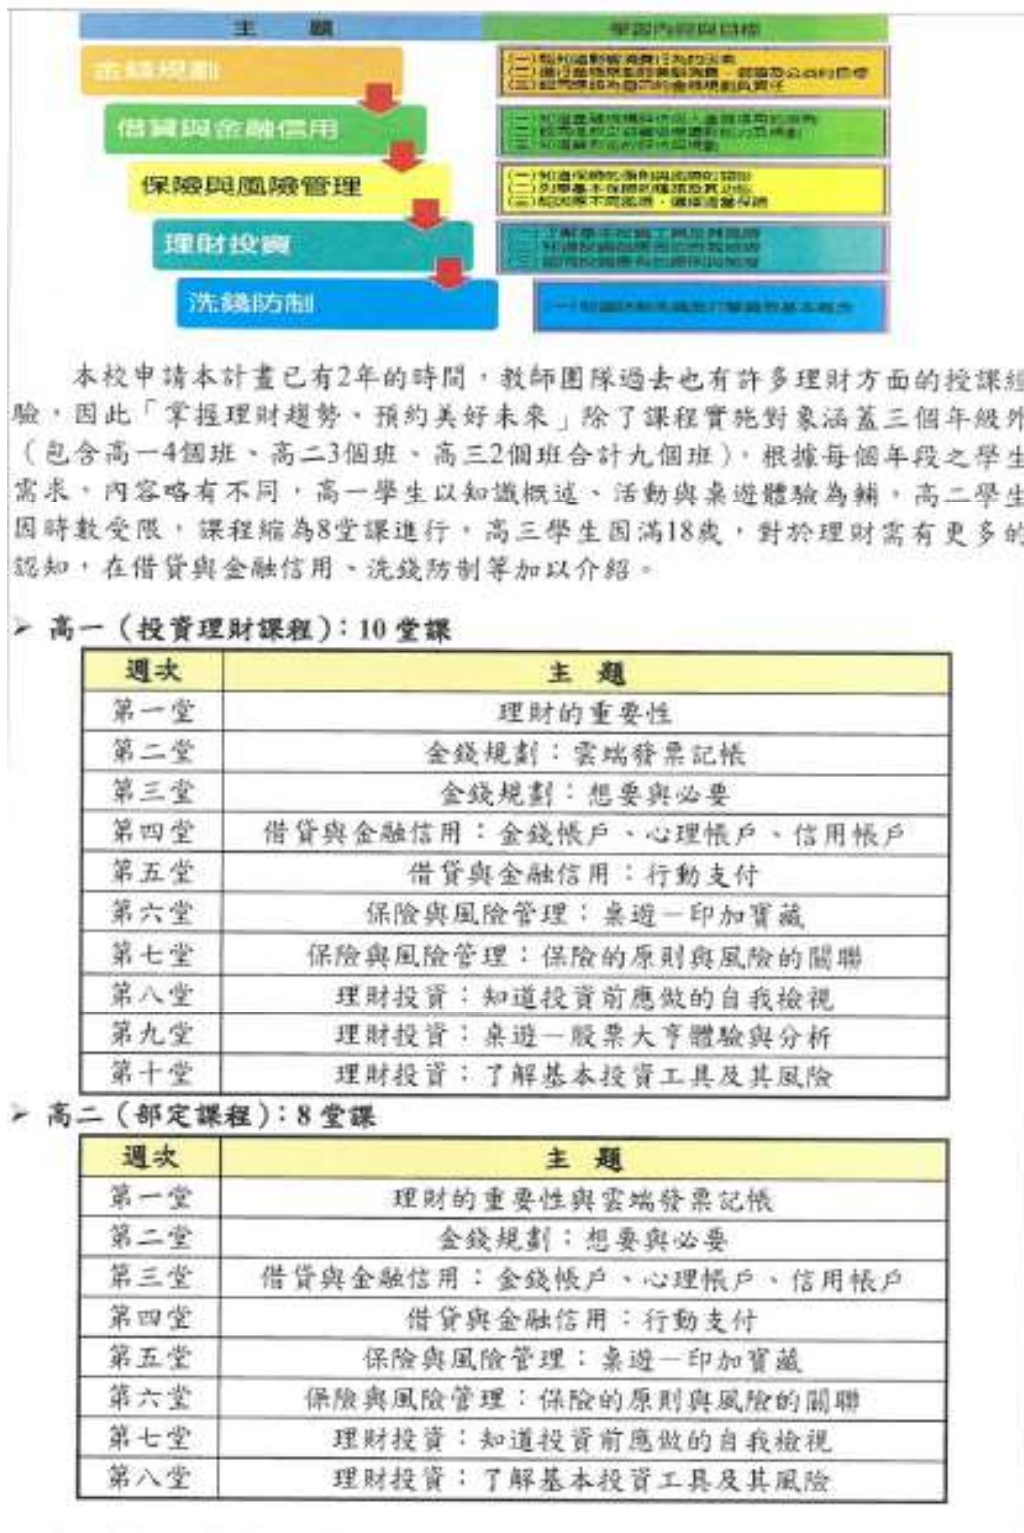 主 題 學習內容與目標
金錢規劃
借貸與金融信用
保險與風險管理
理財投資
洗錢防制
本校申請本計畫已有2年的時間，教師團隊過去也有許多理財方面的授課經
驗，因此「掌握理財趨勢、預約美好未來」除了課程實施對象涵蓋三個年級外
（包含高一4個班、高二3個班、高三2個班合計九個班），根據每個年段之學生
需求，內容略有不同，高一學生以知識概述、活動與桌遊體驗為輔，高二學生
因時數受限，課程縮為8堂課進行，高三學生因滿18歲，對於理財需有更多的
認知，在借貸與金融信用、洗錢防制等加以介紹。
➢ 高一（投資理財課程）：10 堂課
週次 主 題
第一堂 理財的重要性
第二堂 金錢規劃：雲端發票記帳
第三堂 金錢規劃：想要與必要
第四堂 借貸與金融信用：金錢帳戶、心理帳戶、信用帳戶
第五堂 借貸與金融信用：行動支付
第六堂 保險與風險管理：桌遊－印加寶藏
第七堂 保險與風險管理：保險的原則與風險的關聯
第八堂 理財投資：知道投資前應做的自我檢視
第九堂 理財投資：桌遊－股票大亨體驗與分析
第十堂 理財投資：了解基本投資工具及其風險
➢ 高二（部定課程）：8 堂課
週次 主 題
第一堂 理財的重要性與雲端發票記帳
第二堂 金錢規劃：想要與必要
第三堂 借貸與金融信用：金錢帳戶、心理帳戶、信用帳戶
第四堂 借貸與金融信用：行動支付
第五堂 保險與風險管理：桌遊－印加寶藏
第六堂 保險與風險管理：保險的原則與風險的關聯
第七堂 理財投資：知道投資前應做的自我檢視
第八堂 理財投資：了解基本投資工具及其風險